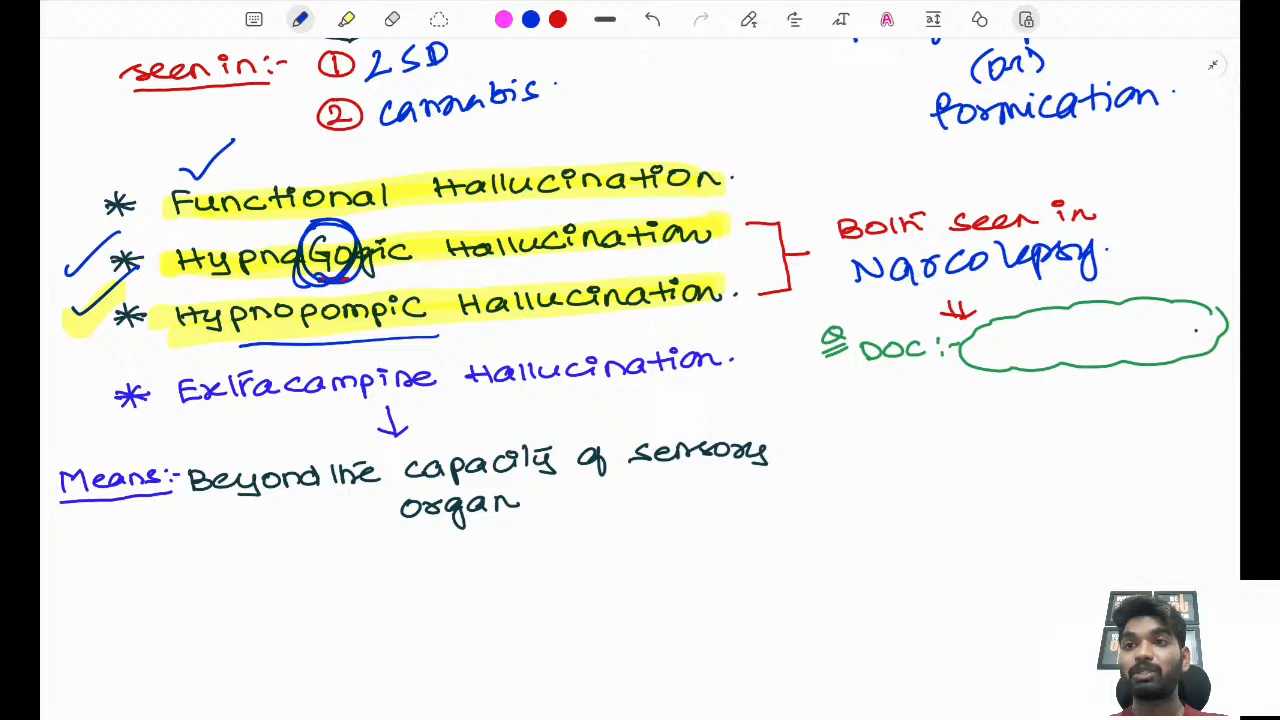 seen in:-
① LSD
② cannabis
(or)
formication
* Functional Hallucination.
* HypnaGogic Hallucination
* Hypnopompic Hallucination.
Both seen in
Narcolepsy.
Q DOC:-
* Extracampine Hallucination.
Means:- Beyond the capacity of sensory
organ